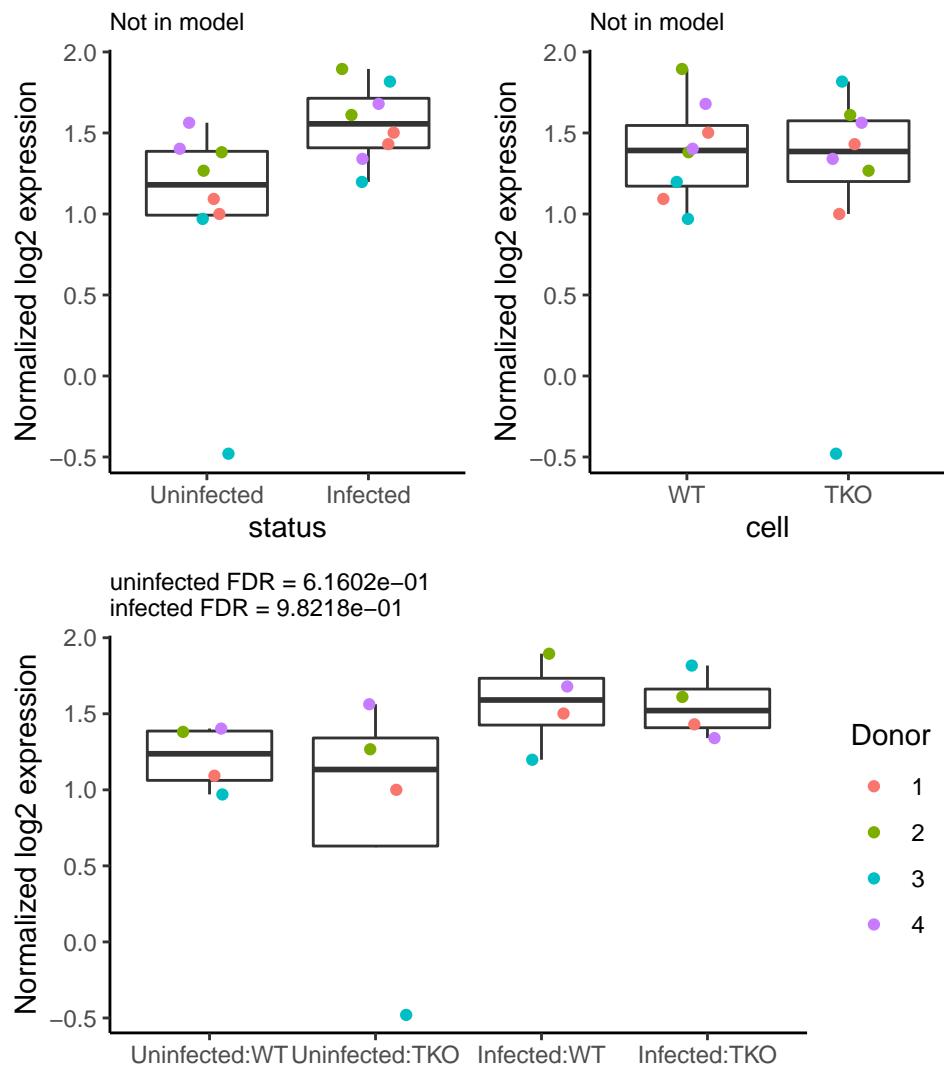 Not in model
Normalized log2 expression
2.0
1.5
1.0
0.5
0.0
−0.5
Uninfected Infected
status
Not in model
Normalized log2 expression
2.0
1.5
1.0
0.5
0.0
−0.5
WT TKO
cell
uninfected FDR = 6.1602e−01
infected FDR = 9.8218e−01
Normalized log2 expression
2.0
1.5
1.0
0.5
0.0
−0.5
Uninfected:WT Uninfected:TKO Infected:WT Infected:TKO
Donor
1
2
3
4